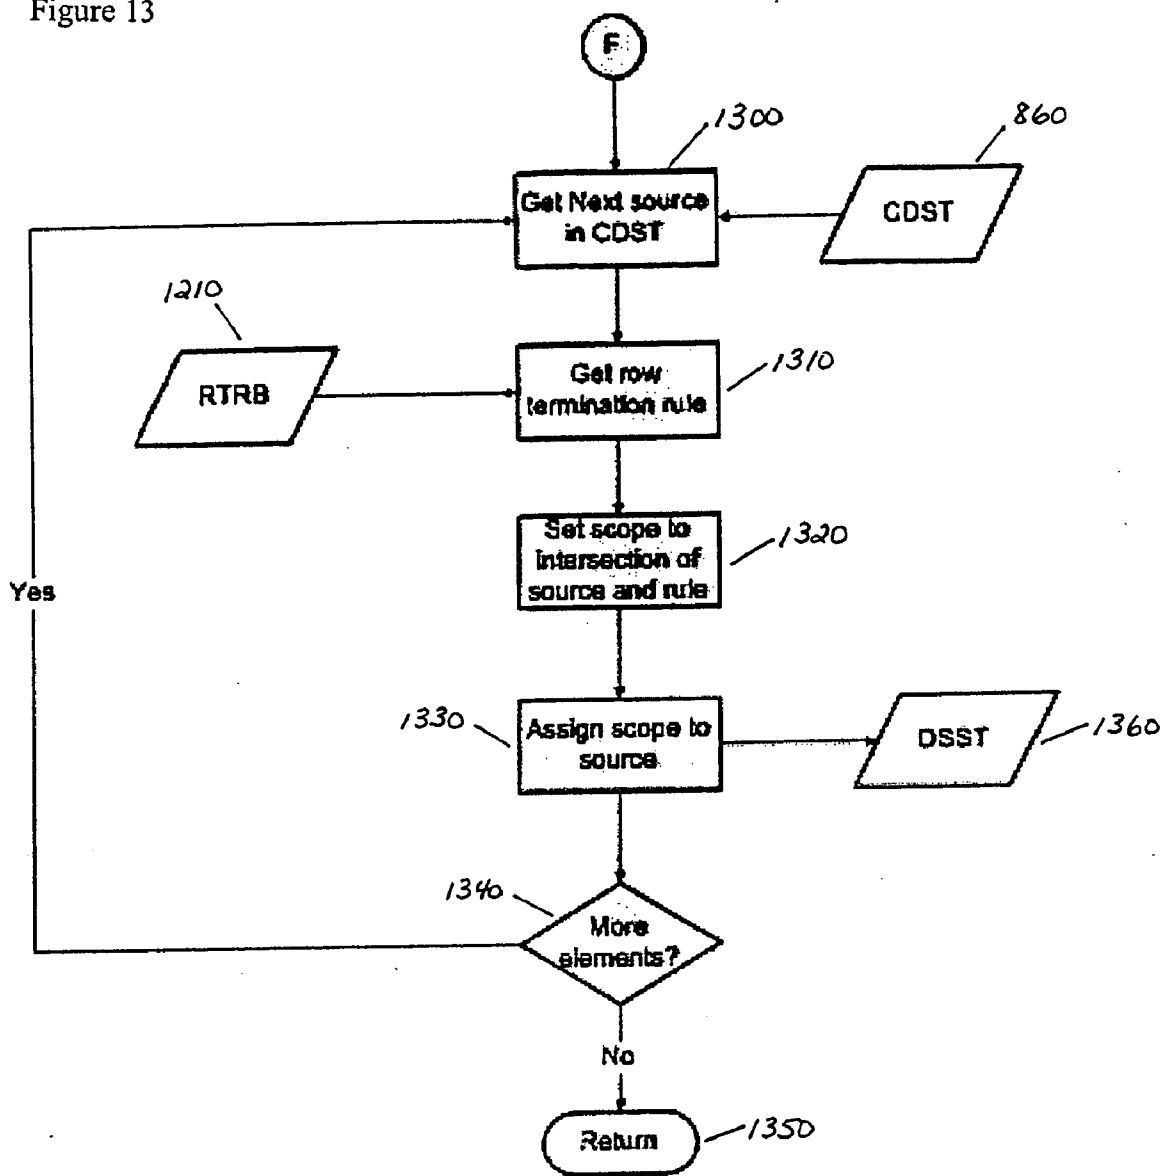 Figure 13
F
1300
860
Get Next source
in CDST
CDST
1210
RTRB
Get row
termination rule
1310
Set scope to
intersection of
source and rule
1320
Yes
1330
Assign scope to
source
DSST
1360
1340
More
elements?
No
Return
1350